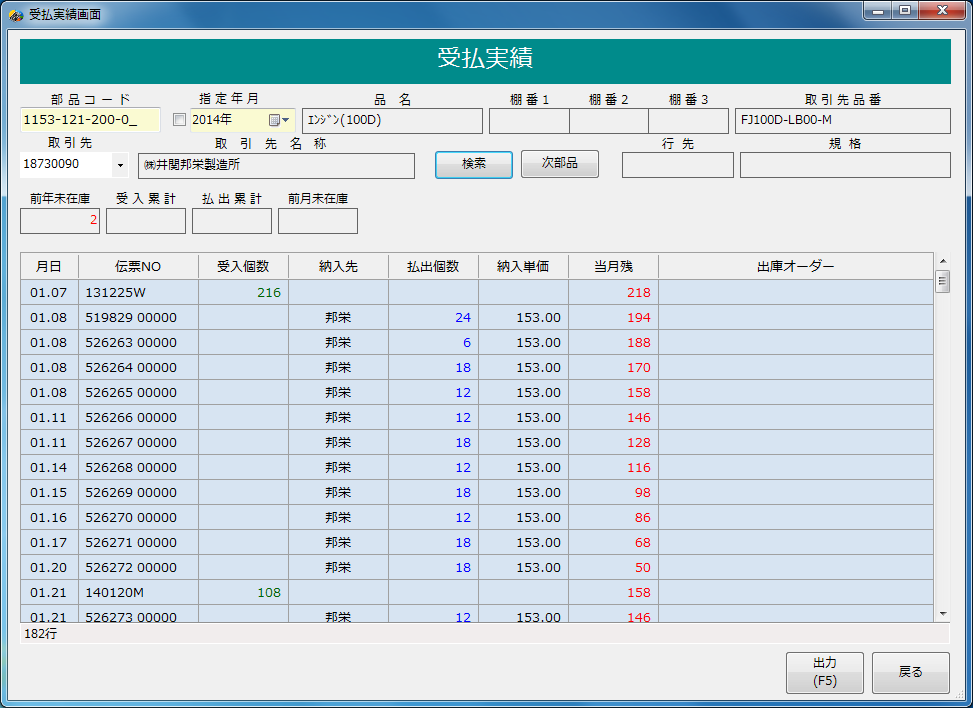 受払実績画面
受払実績
部品コード 指定年月 品 名 棚番1 棚番2 棚番3 取引先品番
1153-121-200-0_ 2014年 ｴﾝｼﾞﾝ(100D) FJ100D-LB00-M
取引先 取 引 先 名 称 行先 規格
18730090 ㈱井関邦栄製造所 検索 次部品
前年未在庫 受入累計 払出累計 前月未在庫
2
月日 伝票NO 受入個数 納入先 払出個数 納入単価 当月残 出庫オーダー
01.07 131225W 216 218
01.08 519829 00000 邦栄 24 153.00 194
01.08 526263 00000 邦栄 6 153.00 188
01.08 526264 00000 邦栄 18 153.00 170
01.08 526265 00000 邦栄 12 153.00 158
01.11 526266 00000 邦栄 12 153.00 146
01.11 526267 00000 邦栄 18 153.00 128
01.14 526268 00000 邦栄 12 153.00 116
01.15 526269 00000 邦栄 18 153.00 98
01.16 526270 00000 邦栄 12 153.00 86
01.17 526271 00000 邦栄 18 153.00 68
01.20 526272 00000 邦栄 18 153.00 50
01.21 140120M 108 158
01.21 526273 00000 邦栄 12 153.00 146
182行
出力 戻る
(F5)